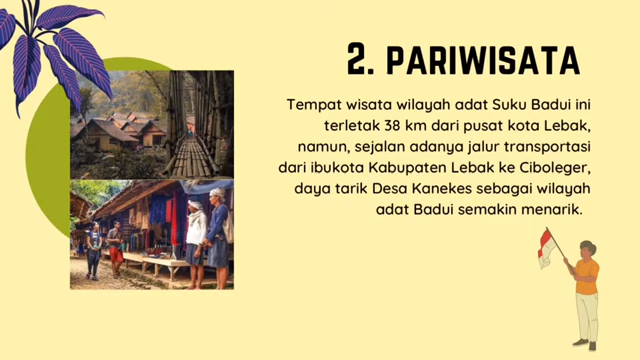 2. PARIWISATA
Tempat wisata wilayah adat Suku Badui ini
terletak 38 km dari pusat kota Lebak,
namun, sejalan adanya jalur transportasi
dari ibukota Kabupaten Lebak ke Ciboleger,
daya tarik Desa Kanekes sebagai wilayah
adat Badui semakin menarik.